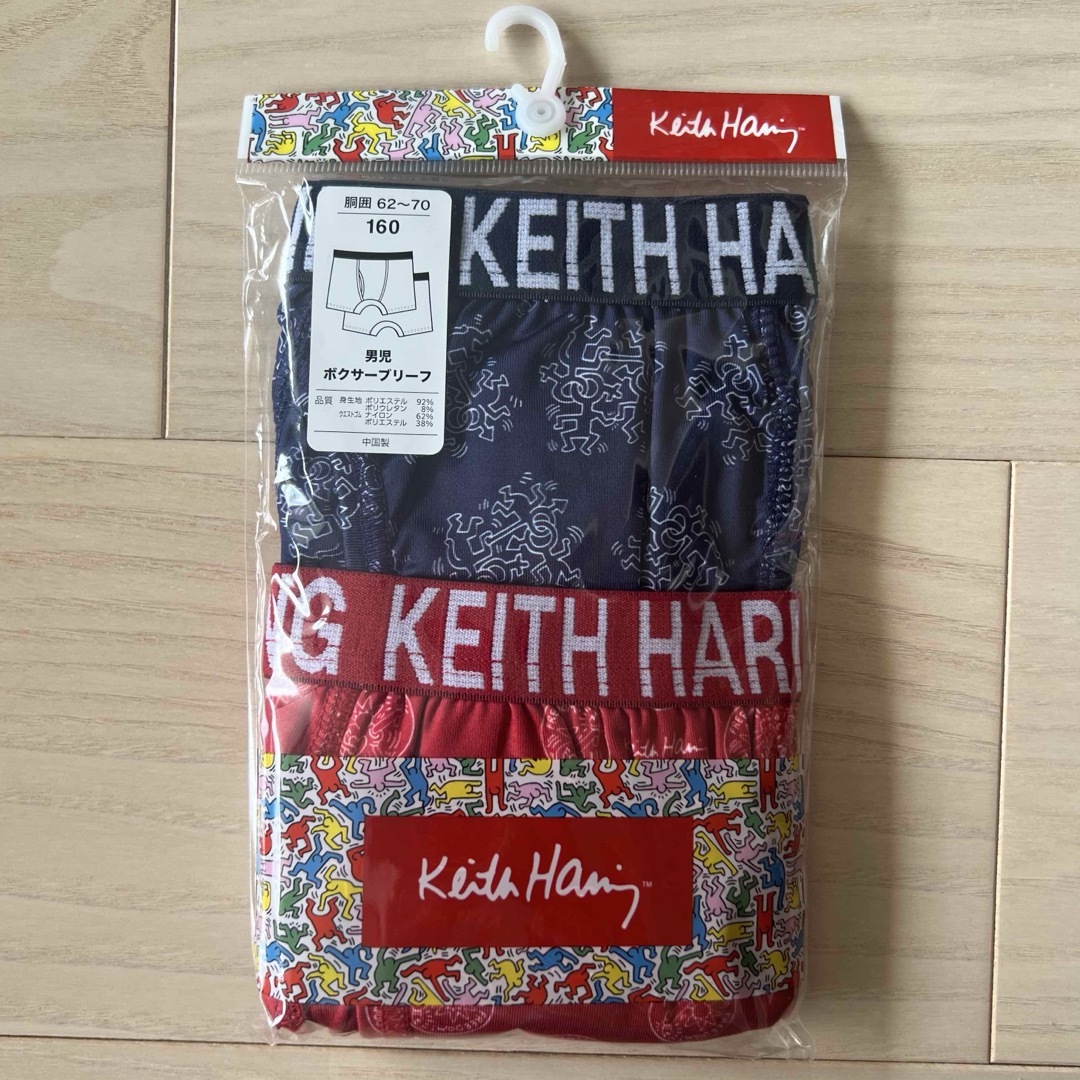 Keith Haring™
胴囲 62〜70
160
男児
ボクサーブリーフ
品質 身生地 ポリエステル 92%
ポリウレタン 8%
ウエストゴム ナイロン 62%
ポリエステル 38%
中国製
KEITH HA
NG KEITH HARI
Keith Haring™